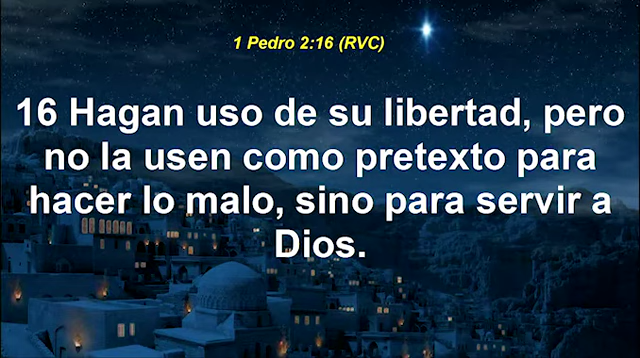 1 Pedro 2:16 (RVC)
16 Hagan uso de su libertad, pero
no la usen como pretexto para
hacer lo malo, sino para servir a
Dios.